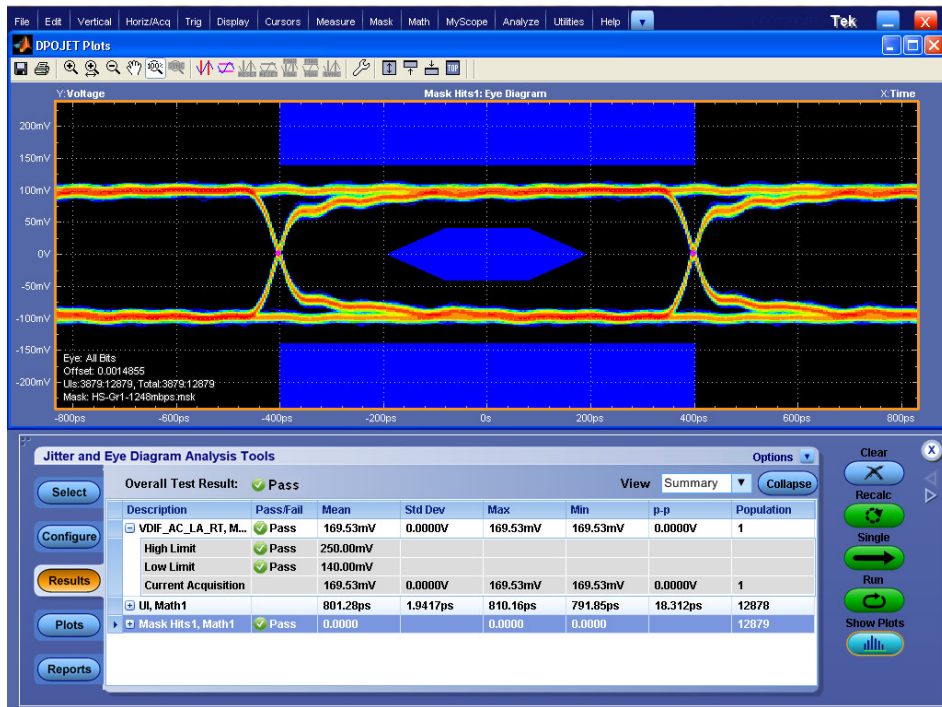 File Edit Vertical Horiz/Acq Trig Display Cursors Measure Mask Math MyScope Analyze Utilities Help Tek X
DPOJET Plots
100% TOP
Y:Voltage Mask Hits1: Eye Diagram X:Time
200mV
150mV
100mV
50mV
0V
-50mV
-100mV
-150mV
-200mV
Eye: All Bits
Offset: 0.0014855
UIs:3879:12879, Total:3879:12879
Mask: HS-Gr1-1248mbps.msk
-800ps -600ps -400ps -200ps 0s 200ps 400ps 600ps 800ps
Jitter and Eye Diagram Analysis Tools Options
Clear
X
Select
Overall Test Result: Pass View Summary Collapse
Recalc
Description Pass/Fail Mean Std Dev Max Min p-p Population
VDIF_AC_LA_RT, M... Pass 169.53mV 0.0000V 169.53mV 169.53mV 0.0000V 1
Configure
Single
High Limit Pass 250.00mV
Low Limit Pass 140.00mV
Results
Current Acquisition 169.53mV 0.0000V 169.53mV 169.53mV 0.0000V 1
Run
UI, Math1 801.28ps 1.9417ps 810.16ps 791.85ps 18.312ps 12878
Plots
Mask Hits1, Math1 Pass 0.0000 0.0000 0.0000 12879
Show Plots
Reports